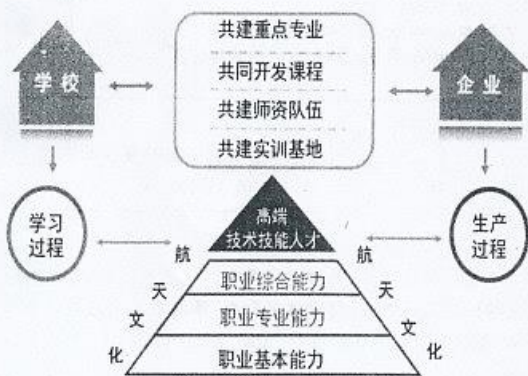 共建重点专业
共同开发课程
共建师资队伍
共建实训基地
学校
企业
学习
过程
生产
过程
高端
技术技能人才
职业综合能力
职业专业能力
职业基本能力
航天文化
航天文化